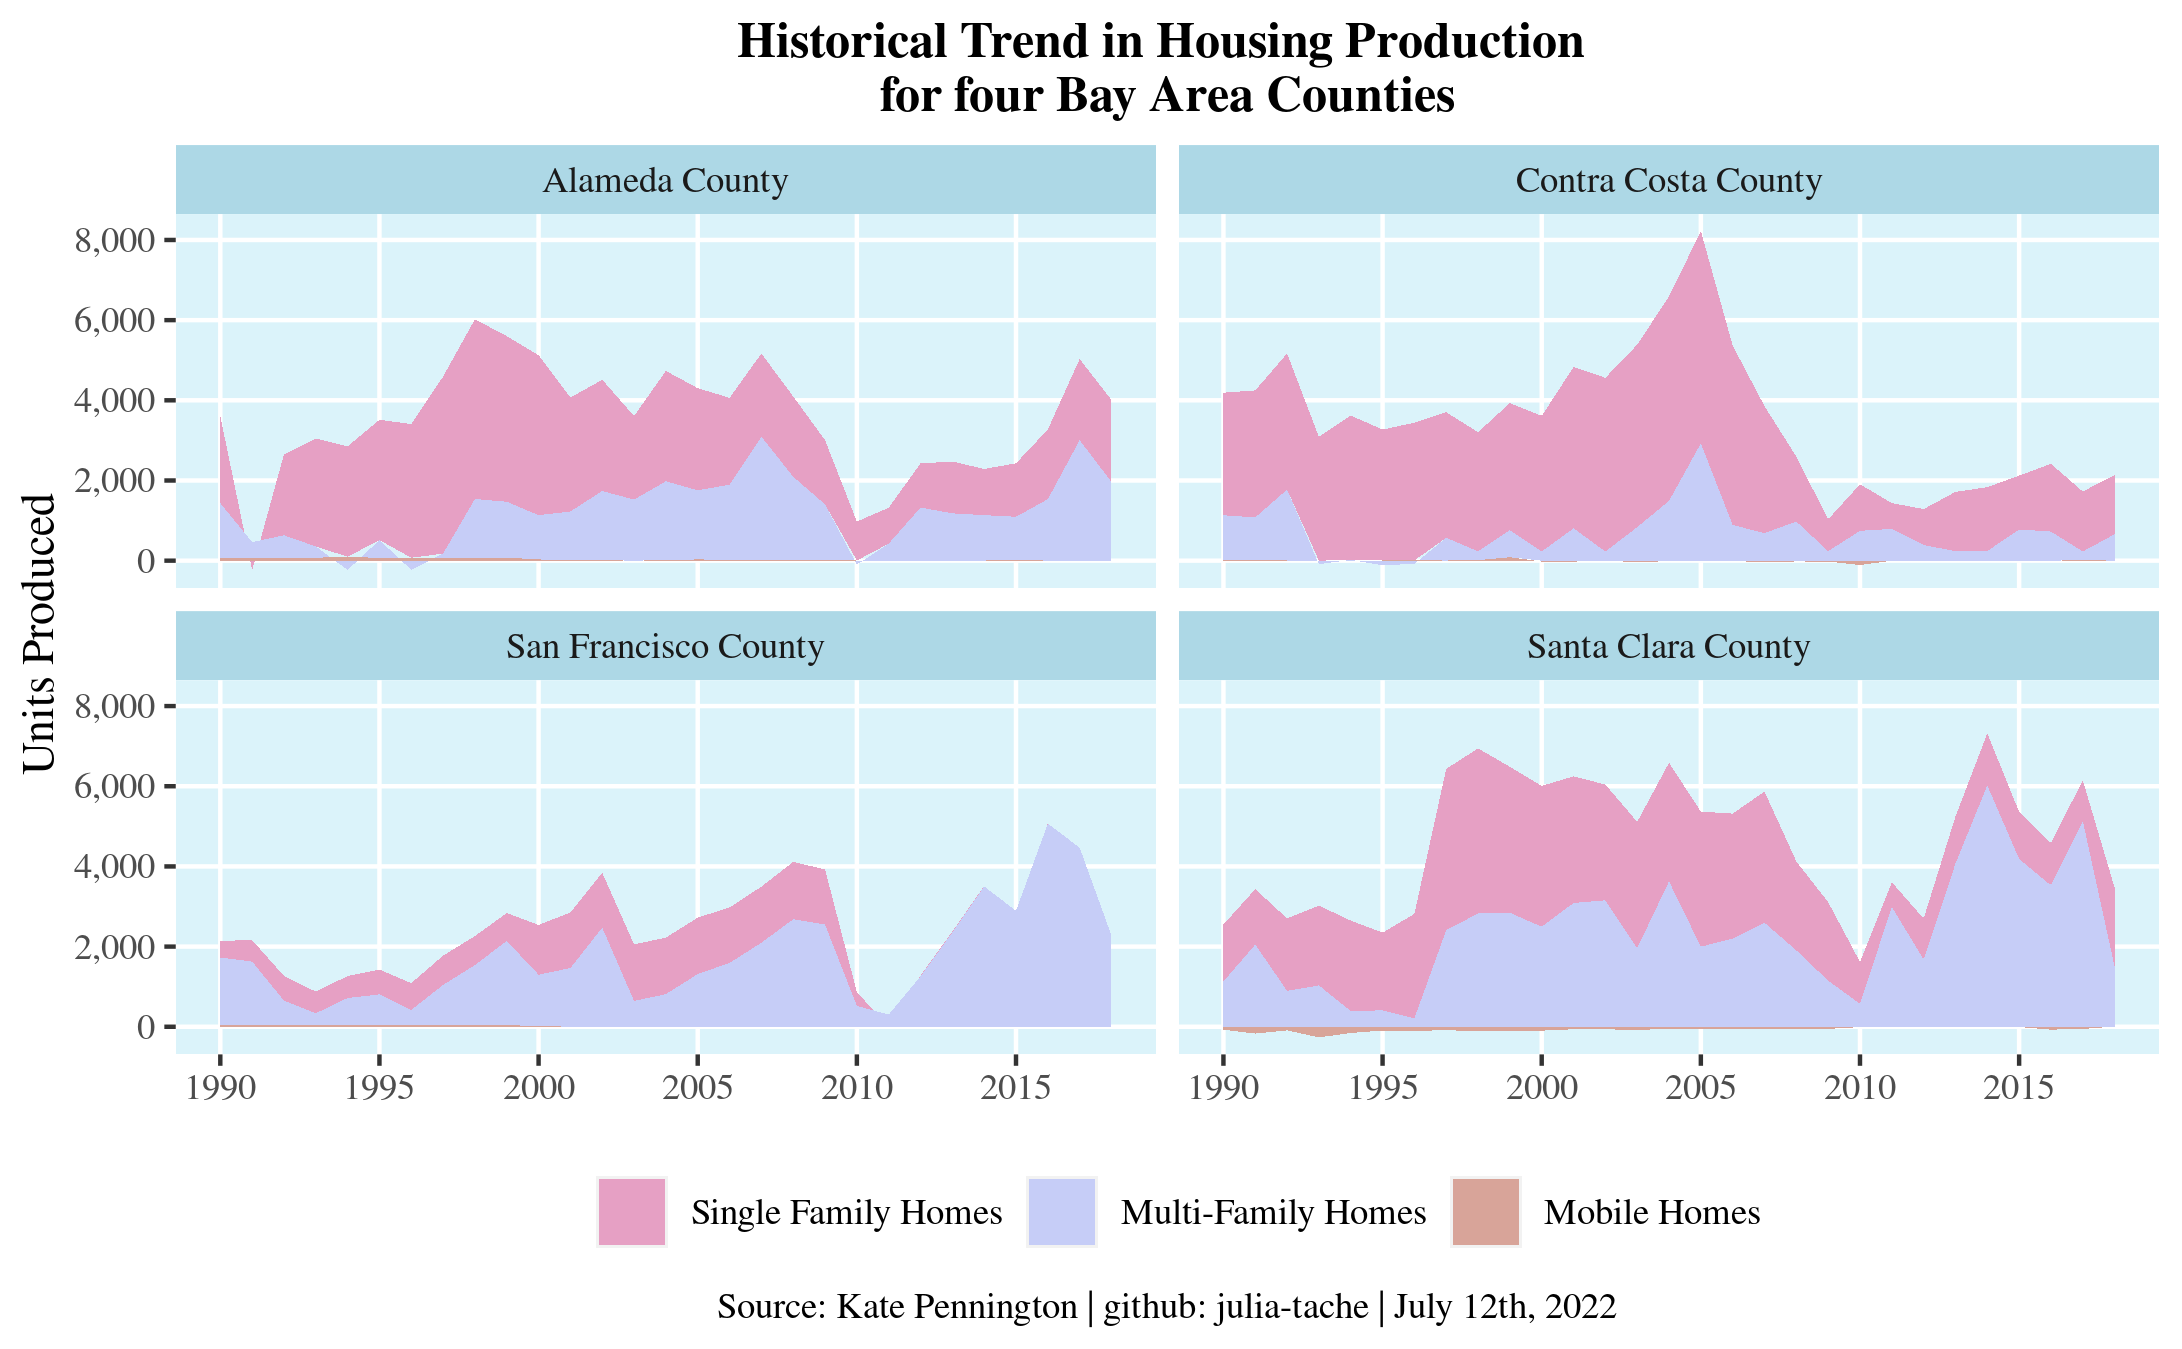 Historical Trend in Housing Production
for four Bay Area Counties
Alameda County
Contra Costa County
8,000
6,000
4,000
2,000
0
San Francisco County
Santa Clara County
8,000
6,000
4,000
2,000
0
Units Produced
1990 1995 2000 2005 2010 2015
1990 1995 2000 2005 2010 2015
Single Family Homes
Multi-Family Homes
Mobile Homes
Source: Kate Pennington | github: julia-tache | July 12th, 2022